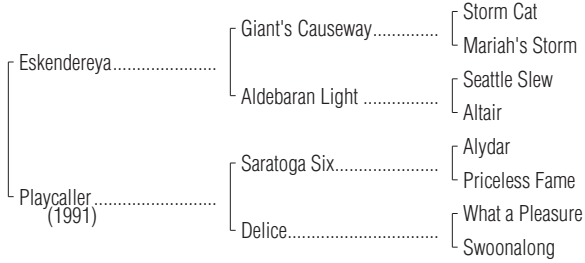 Storm Cat
Giant's Causeway..............
Mariah's Storm
Eskendereya......................
Seattle Slew
Aldebaran Light ................
Altair
Alydar
Saratoga Six......................
Priceless Fame
Playcaller..........................
(1991)
What a Pleasure
Delice................................
Swoonalong